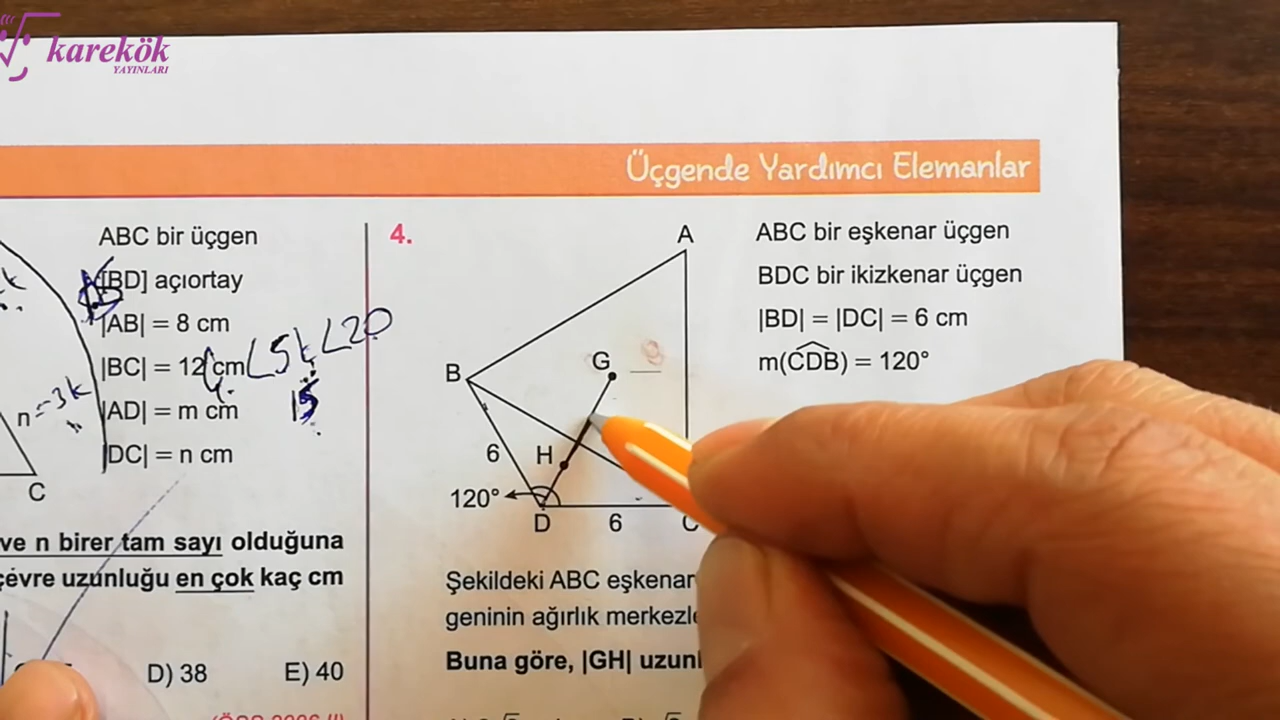 karekök
YAYINLARI
Üçgende Yardımcı Elemanlar
ABC bir üçgen
[BD] açıortay
|AB| = 8 cm
|BC| = 12 cm
|AD| = m cm
|DC| = n cm
<5k<20
15
n = 3k
C
ve n birer tam sayı olduğuna
çevre uzunluğu en çok kaç cm
D) 38
E) 40
4.
A
B
G
6
H
120°
D
6
C
ABC bir eşkenar üçgen
BDC bir ikizkenar üçgen
|BD| = |DC| = 6 cm
m(CDB) = 120°
Şekildeki ABC eşkenar
geninin ağırlık
Buna göre, |GH|